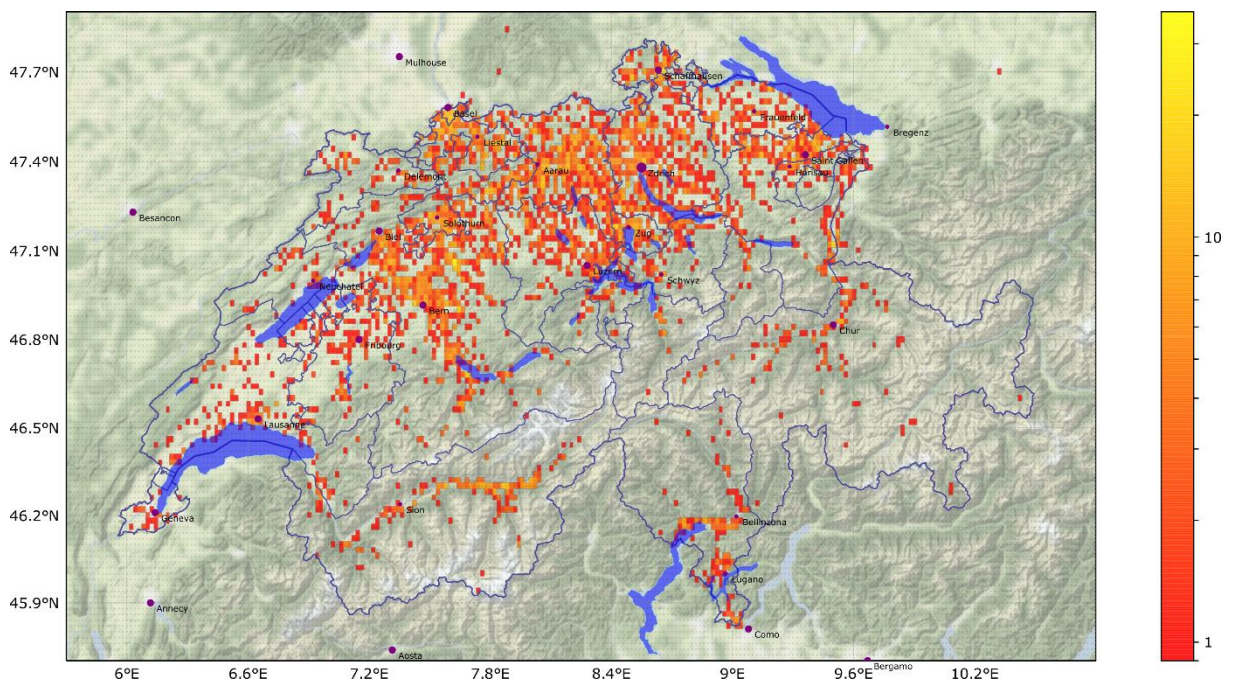 47.7°N
Mulhouse
Schaffhausen
Basel
Frauenfeld
Bregenz
Liestal
47.4°N
Saint Gallen
Herisau
Delémont
Aarau
Zürich
Besancon
Solothurn
Biel
Zug
47.1°N
10
Luzern
Schwyz
Neuchatel
Bern
46.8°N
Chur
Fribourg
46.5°N
Lausanne
46.2°N
Sion
Geneva
Bellinzona
Lugano
45.9°N
Annecy
Como
1
Aosta
Bergamo
6°E
6.6°E
7.2°E
7.8°E
8.4°E
9°E
9.6°E
10.2°E